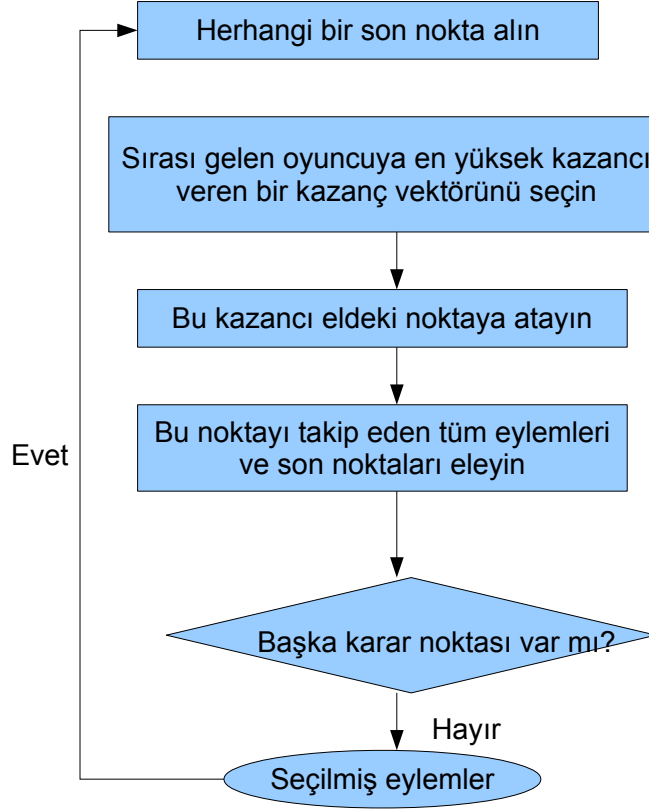 Herhangi bir son nokta alın
Sırası gelen oyuncuya en yüksek kazancı
veren bir kazanç vektörünü seçin
Bu kazancı eldeki noktaya atayın
Bu noktayı takip eden tüm eylemleri
ve son noktaları eleyin
Evet
Başka karar noktası var mı?
Hayır
Seçilmiş eylemler